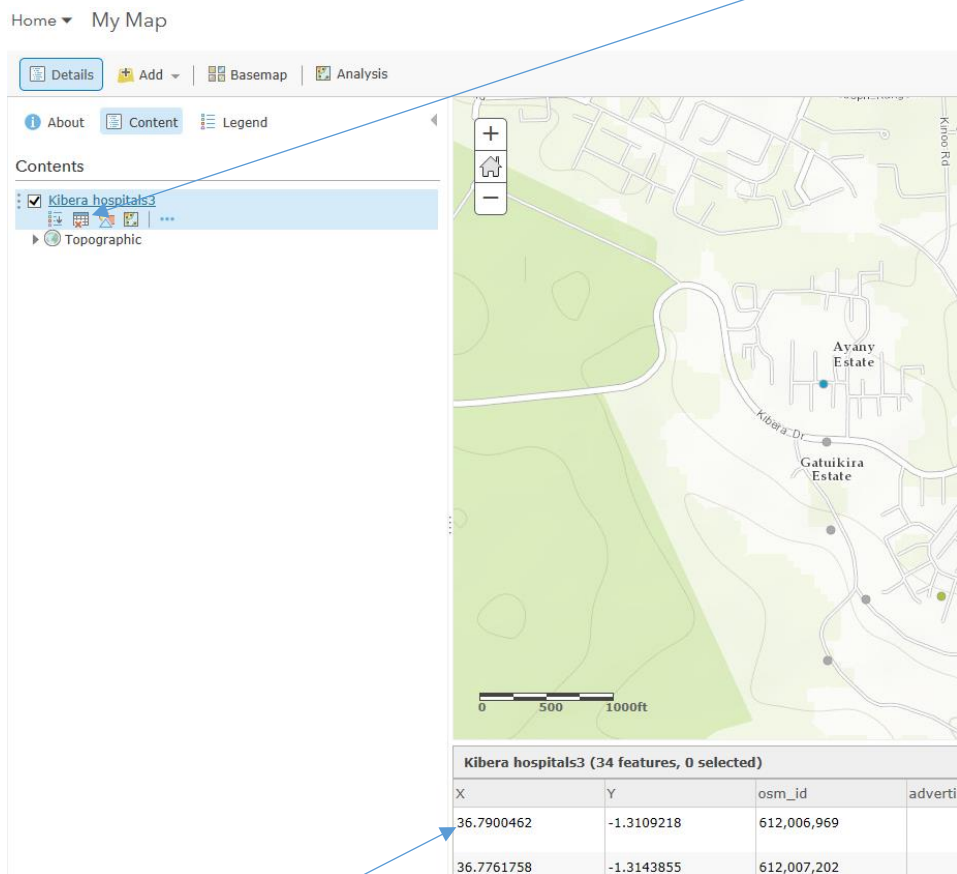 Home ▾ My Map
Details Add Basemap Analysis
About Content Legend
Contents
Kibera hospitals3
Topographic
+
−
Kinoo Rd
Ayany
Estate
Kibera Dr
Gatuikira
Estate
0 500 1000ft
Kibera hospitals3 (34 features, 0 selected)
X Y osm_id adverti
36.7900462 -1.3109218 612,006,969
36.7761758 -1.3143855 612,007,202